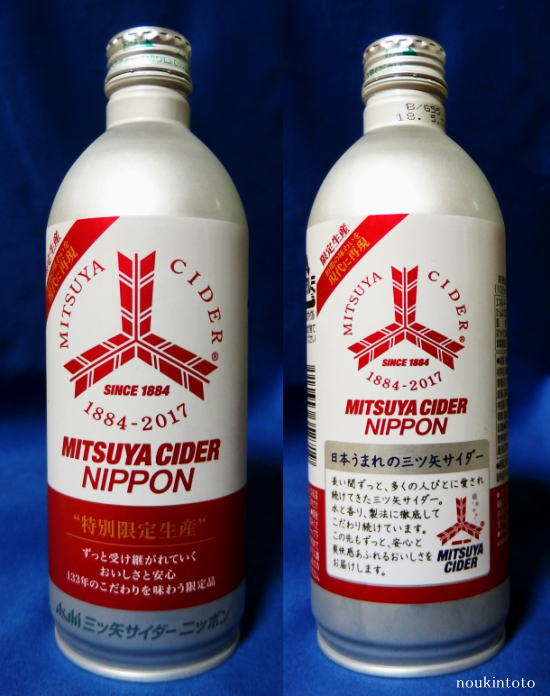 限定生産
現代に再現
MITSUYA CIDER®
SINCE 1884
1884-2017
MITSUYA CIDER
NIPPON
“特別限定生産”
ずっと受け継がれていく
おいしさと安心
133年のこだわりを味わう限定品
Asahi 三ツ矢サイダー ニッポン
B/G55
18.5.
限定生産
現代に再現
MITSUYA CIDER®
SINCE 1884
1884-2017
MITSUYA CIDER
NIPPON
日本うまれの三ツ矢サイダー
長い間ずっと、多くの人びとに愛され
続けてきた三ツ矢サイダー。
水と香り、製法に徹底して
こだわり続けています。
この先もずっと、安心と
爽快感あふれるおいしさを
お届けします。
MITSUYA
CIDER
noukintoto